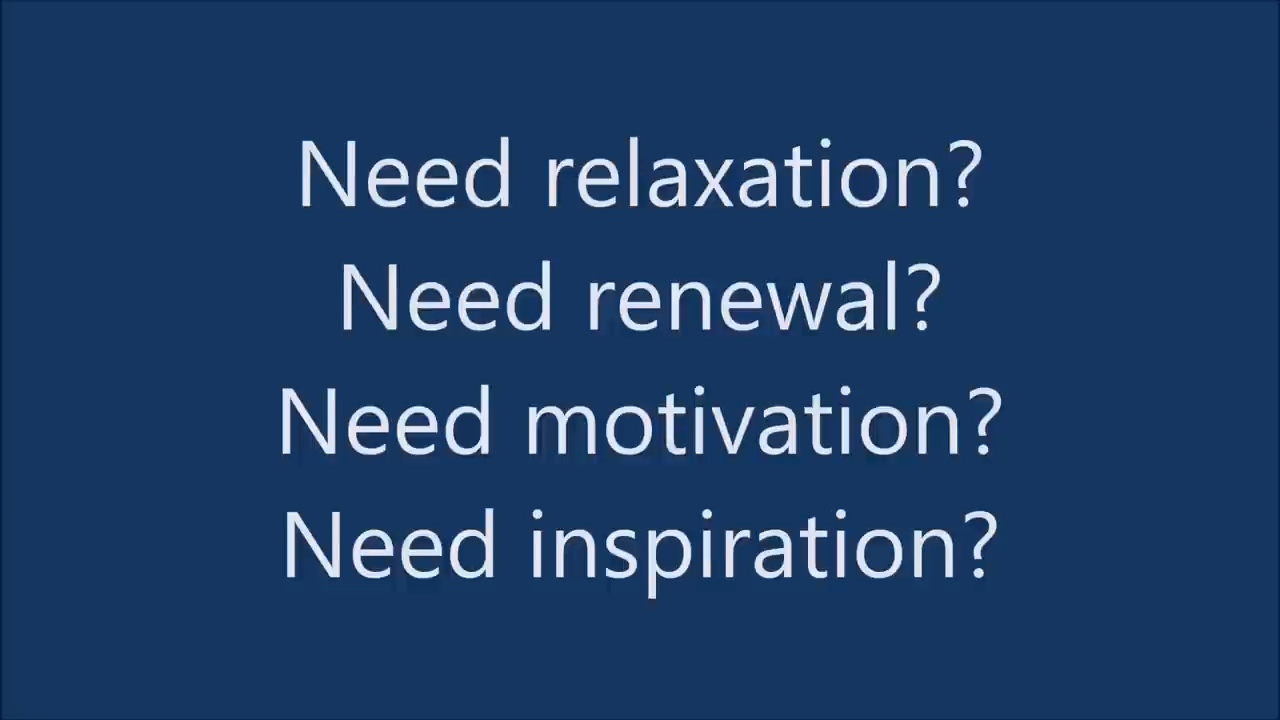 Need relaxation?
Need renewal?
Need motivation?
Need inspiration?